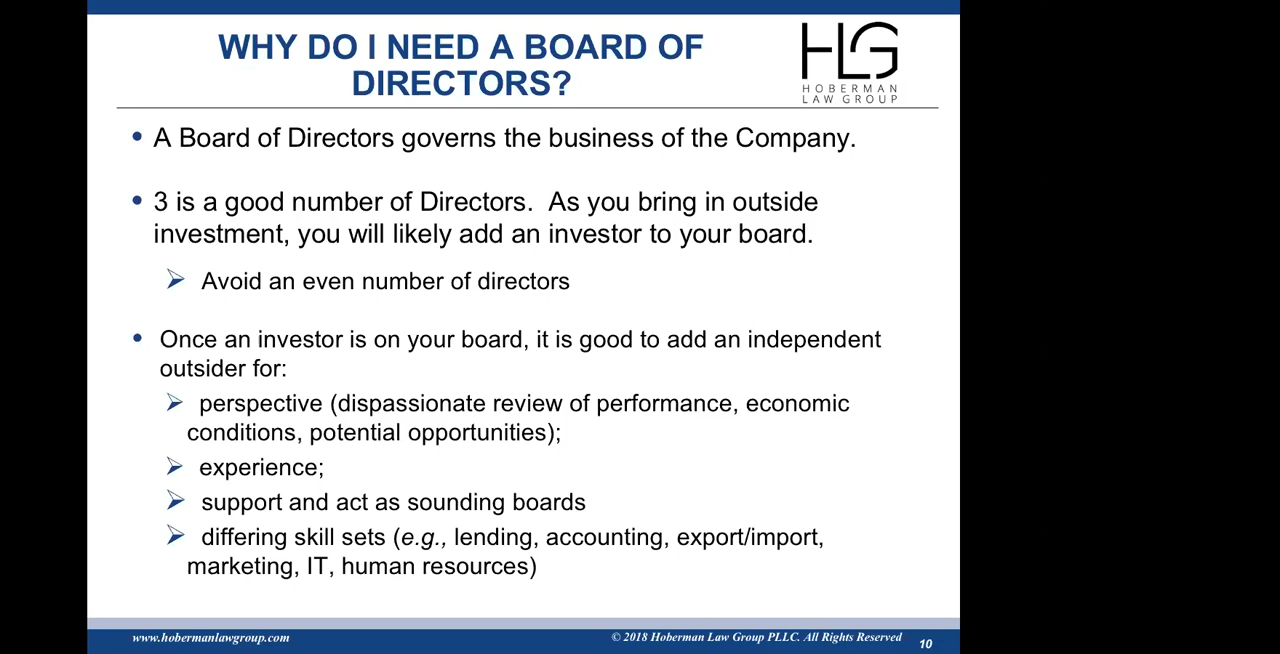 WHY DO I NEED A BOARD OF
DIRECTORS?
HLG
HOBERMAN
LAW GROUP
• A Board of Directors governs the business of the Company.
• 3 is a good number of Directors.  As you bring in outside
investment, you will likely add an investor to your board.
➢ Avoid an even number of directors
• Once an investor is on your board, it is good to add an independent
outsider for:
➢ perspective (dispassionate review of performance, economic
conditions, potential opportunities);
➢ experience;
➢ support and act as sounding boards
➢ differing skill sets (e.g., lending, accounting, export/import,
marketing, IT, human resources)
www.hobermanlawgroup.com
© 2018 Hoberman Law Group PLLC. All Rights Reserved
10